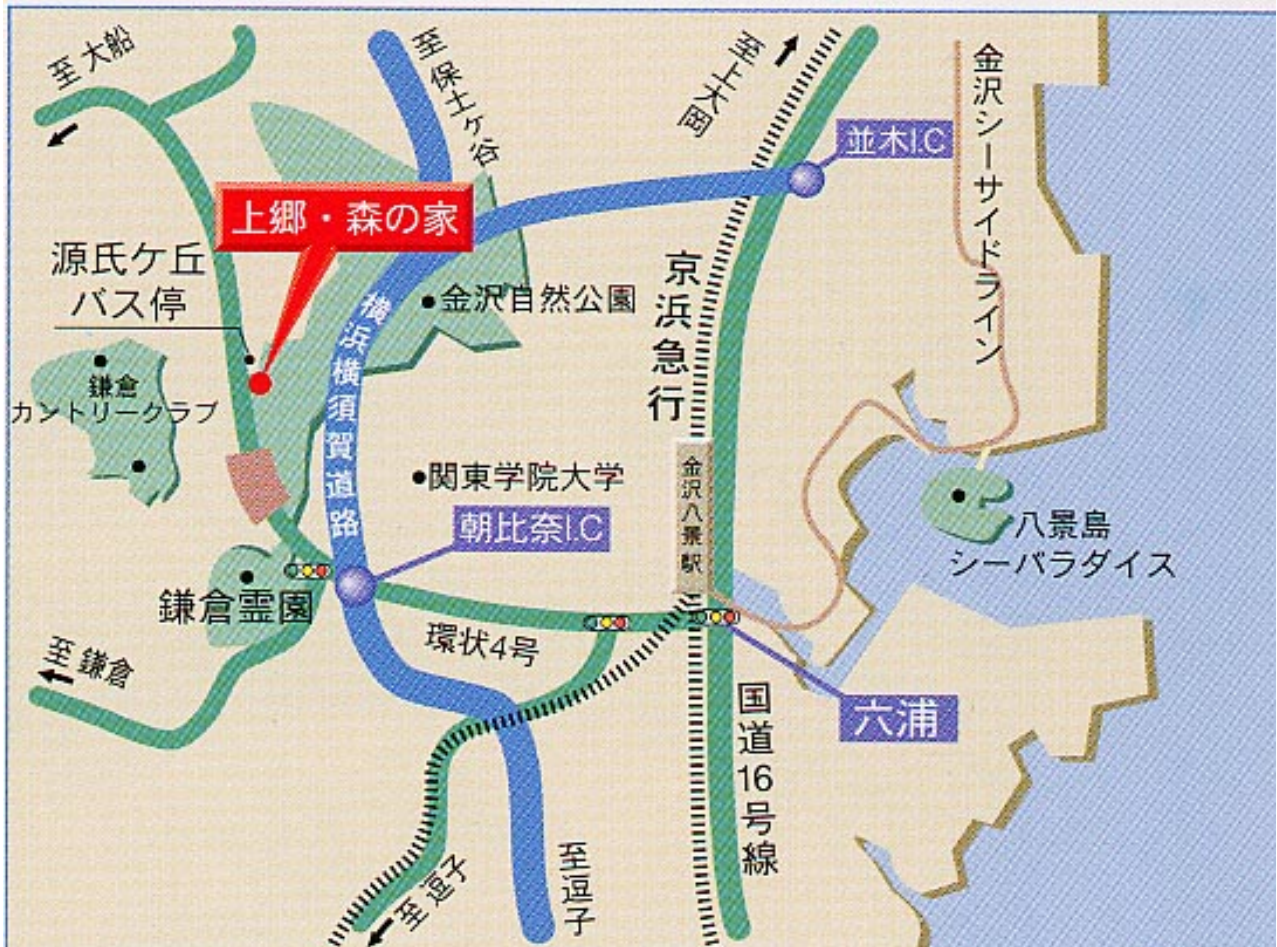 至大船
至保土ヶ谷
至上大岡
金沢シーサイドライン
並木I.C
上郷・森の家
源氏ケ丘
バス停
金沢自然公園
京浜急行
横浜横須賀道路
鎌倉
カントリークラブ
関東学院大学
金沢八景駅
朝比奈I.C
八景島
シーパラダイス
鎌倉霊園
環状4号
至鎌倉
六浦
国道16号線
至逗子
至逗子